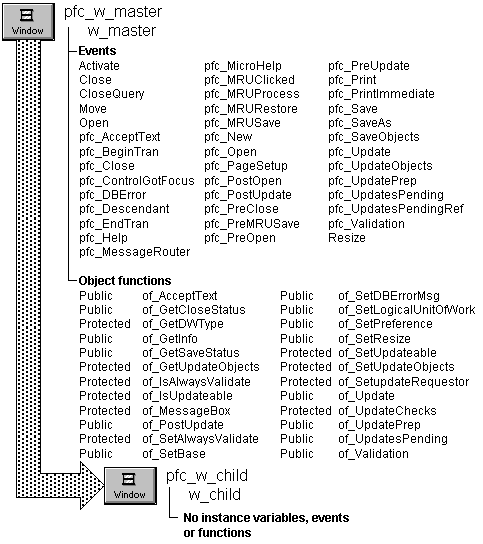 Window
pfc_w_master
w_master
Events
Activate pfc_MicroHelp pfc_PreUpdate
Close pfc_MRUClicked pfc_Print
CloseQuery pfc_MRUProcess pfc_PrintImmediate
Move pfc_MRURestore pfc_Save
Open pfc_MRUSave pfc_SaveAs
pfc_AcceptText pfc_New pfc_SaveObjects
pfc_BeginTran pfc_Open pfc_Update
pfc_Close pfc_PageSetup pfc_UpdateObjects
pfc_ControlGotFocus pfc_PostOpen pfc_UpdatePrep
pfc_DBError pfc_PostUpdate pfc_UpdatesPending
pfc_Descendant pfc_PreClose pfc_UpdatesPendingRef
pfc_EndTran pfc_PreMRUSave pfc_Validation
pfc_Help pfc_PreOpen Resize
pfc_MessageRouter
Object functions
Public of_AcceptText Public of_SetDBErrorMsg
Public of_GetCloseStatus Public of_SetLogicalUnitOfWork
Protected of_GetDWType Public of_SetPreference
Public of_GetInfo Public of_SetResize
Public of_GetSaveStatus Protected of_SetUpdateable
Protected of_GetUpdateObjects Protected of_SetUpdateObjects
Protected of_IsAlwaysValidate Protected of_SetupdateRequestor
Protected of_IsUpdateable Public of_Update
Protected of_MessageBox Protected of_UpdateChecks
Public of_PostUpdate Public of_UpdatePrep
Protected of_SetAlwaysValidate Public of_UpdatesPending
Public of_SetBase Public of_Validation
Window
pfc_w_child
w_child
No instance variables, events
or functions